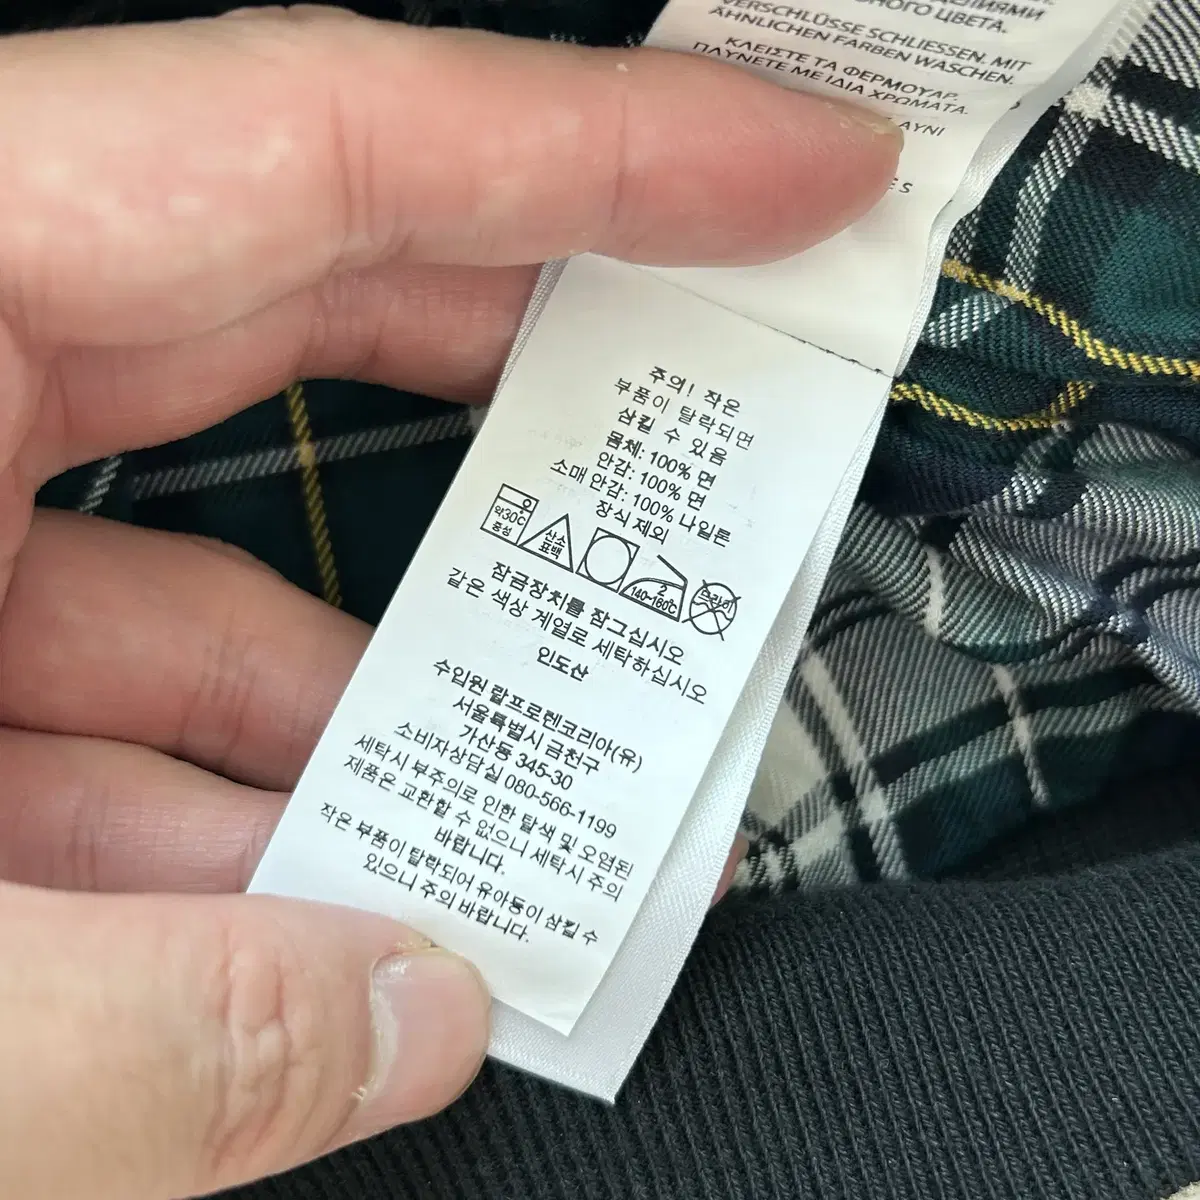 ДЕЛИЯМИ
ЦВЕТА.
VERSCHLÜSSE SCHLIESSEN. MIT
ÄHNLICHEN FARBEN WASCHEN.
ΚΛΕΙΣΤΕ ΤΑ ΦΕΡΜΟΥΑΡ.
ΠΛΥΝΕΤΕ ΜΕ ΙΔΙΑ ΧΡΩΜΑΤΑ.
AYNI
ES
주의! 작은
부품이 탈락되면
삼킬 수 있음
몸체: 100% 면
안감: 100% 면
소매 안감: 100% 나일론
장식 제외
약30℃
중성
산소
표백
2
140~160℃
드라이
잠금장치를 잠그십시오
같은 색상 계열로 세탁하십시오
인도산
수입원 랄프로렌코리아(유)
서울특별시 금천구
가산동 345-30
소비자상담실 080-566-1199
세탁시 부주의로 인한 탈색 및 오염된
제품은 교환할 수 없으니 세탁시 주의
바랍니다.
작은 부품이 탈락되어 유아동이 삼킬 수
있으니 주의 바랍니다.